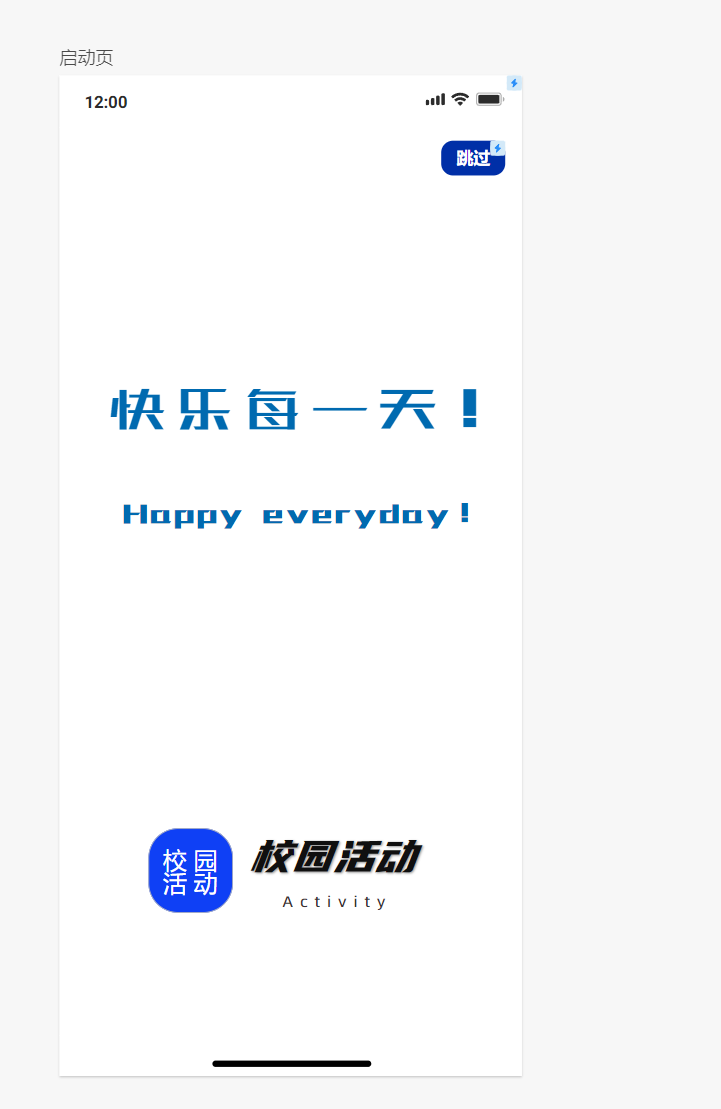 启动页
12:00
跳过
快乐每一天！
Happy everyday！
校园
活动
校园活动
Activity